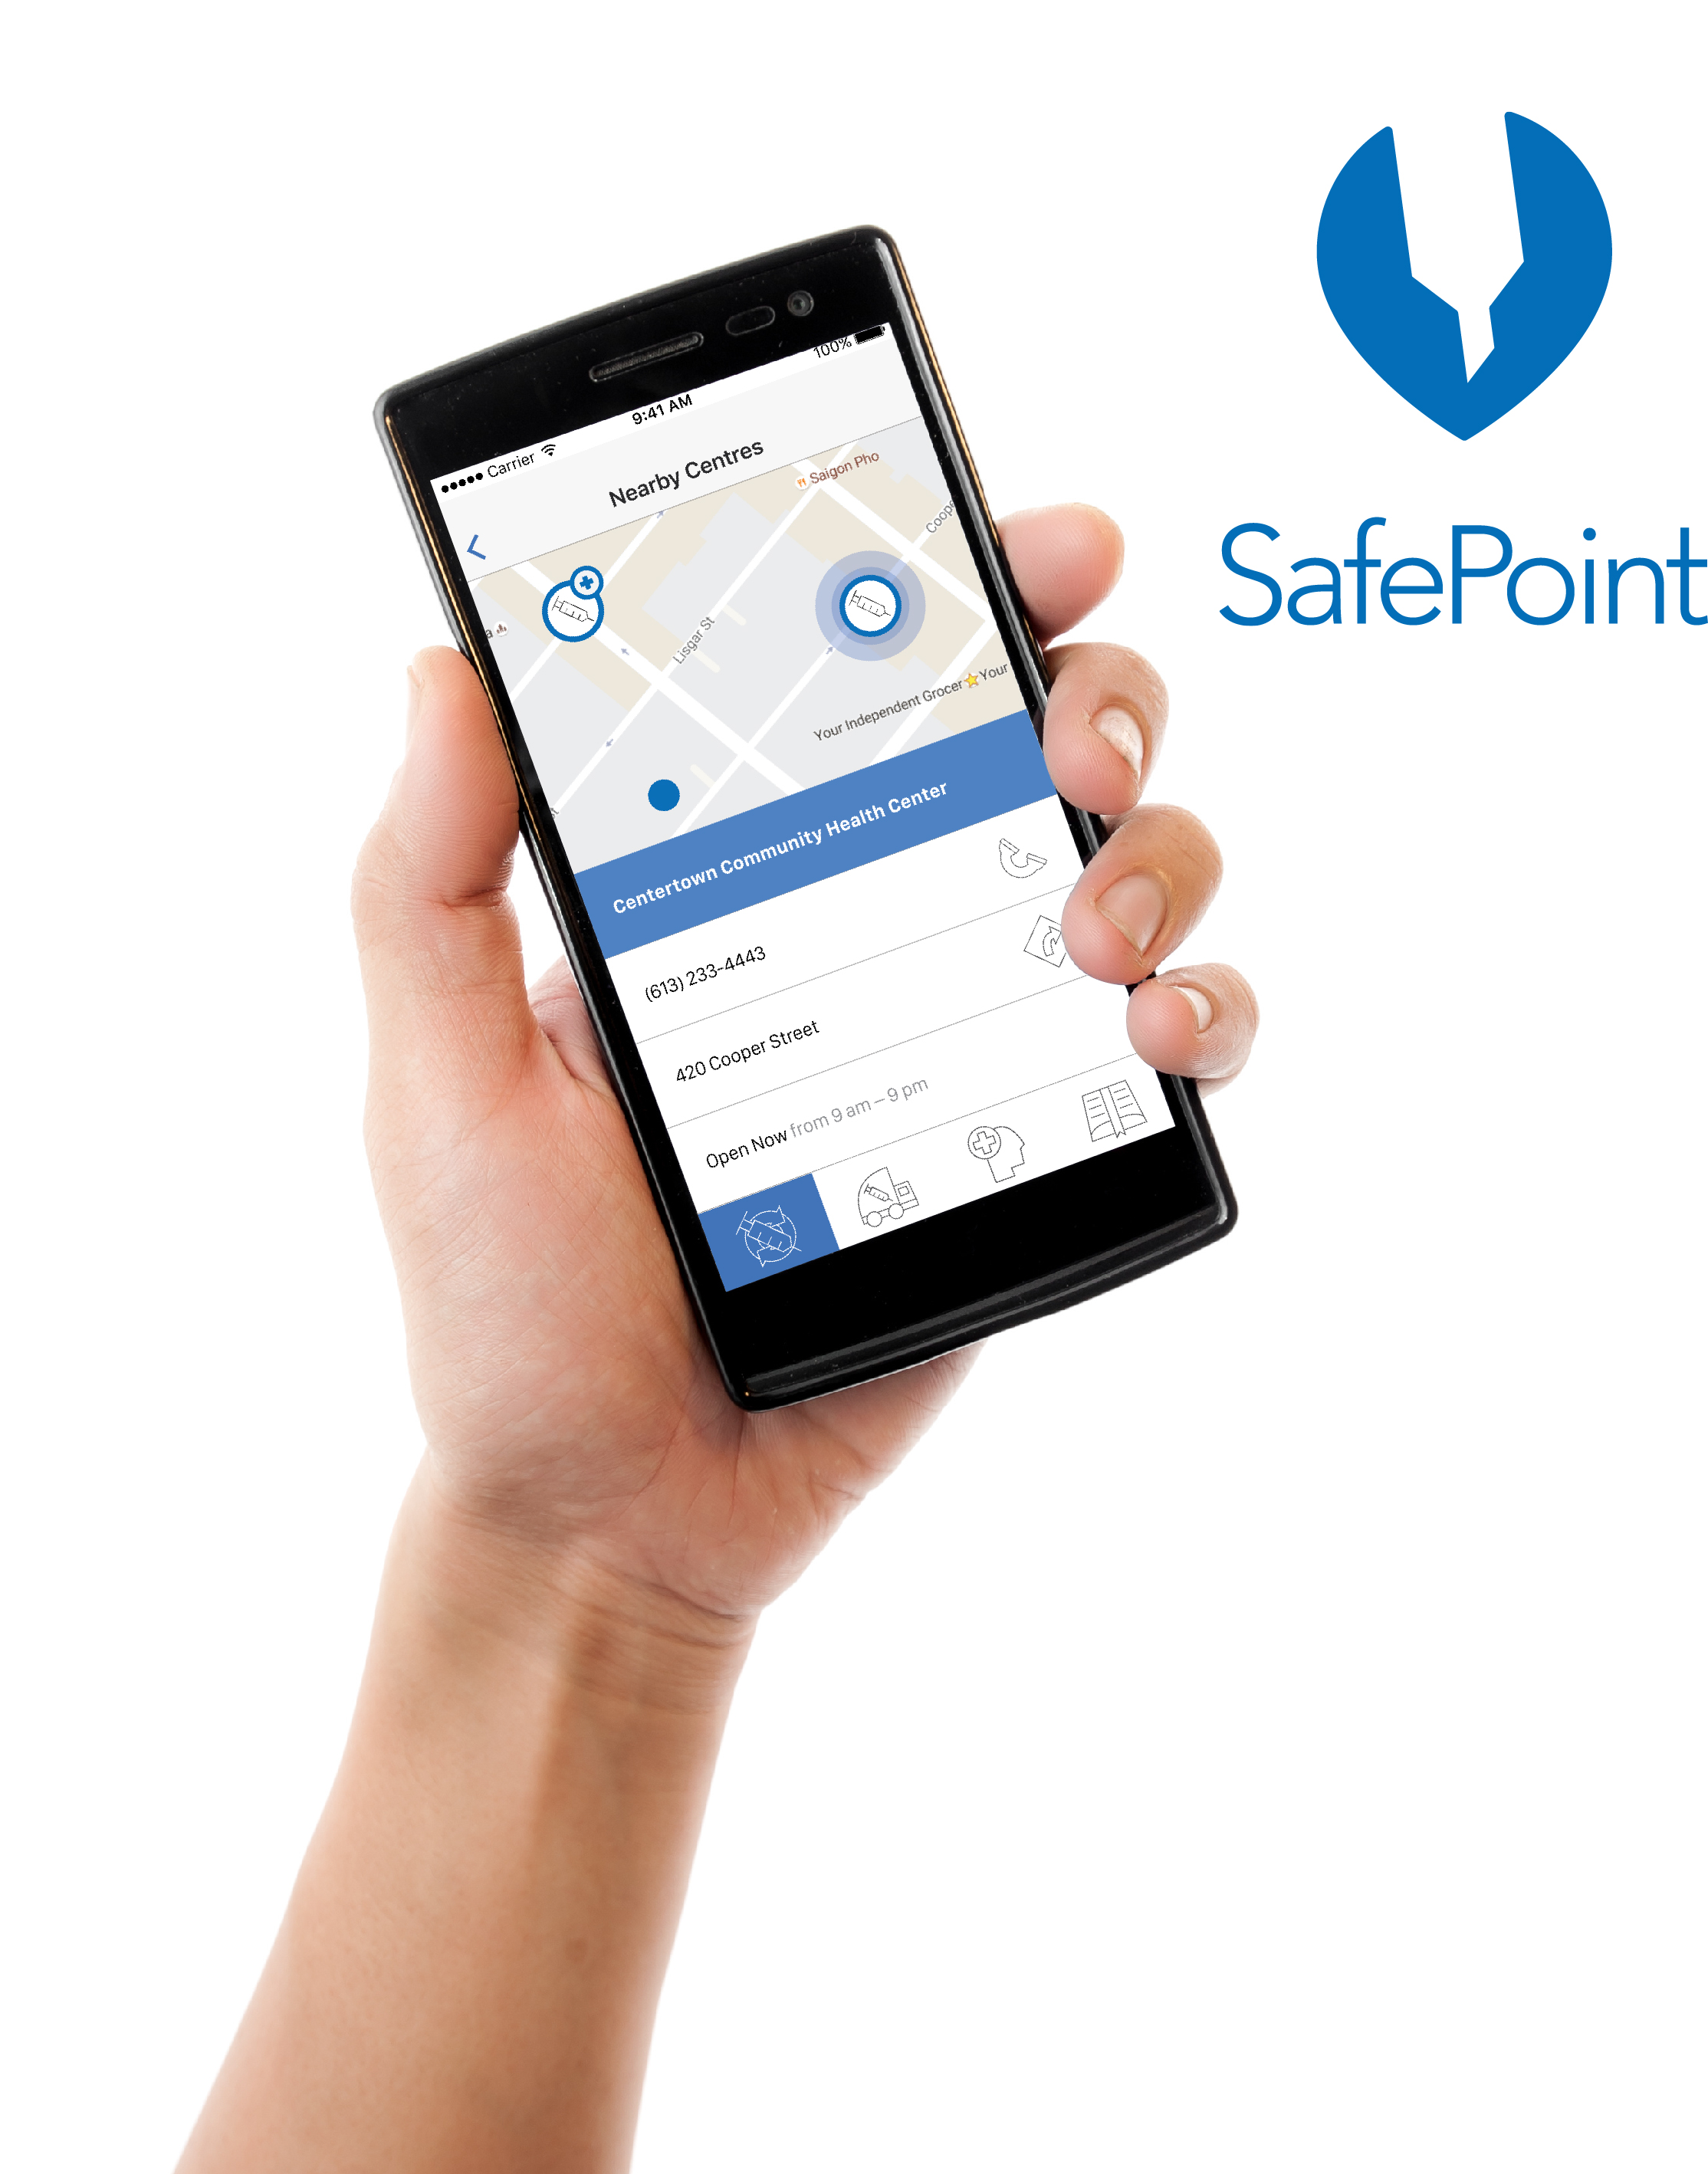 SafePoint
Carrier 9:41 AM 100%
Nearby Centres
Saigon Pho
Lisgar St
Your Independent Grocer Your
Centertown Community Health Center
(613) 233-4443
420 Cooper Street
Open Now from 9 am – 9 pm